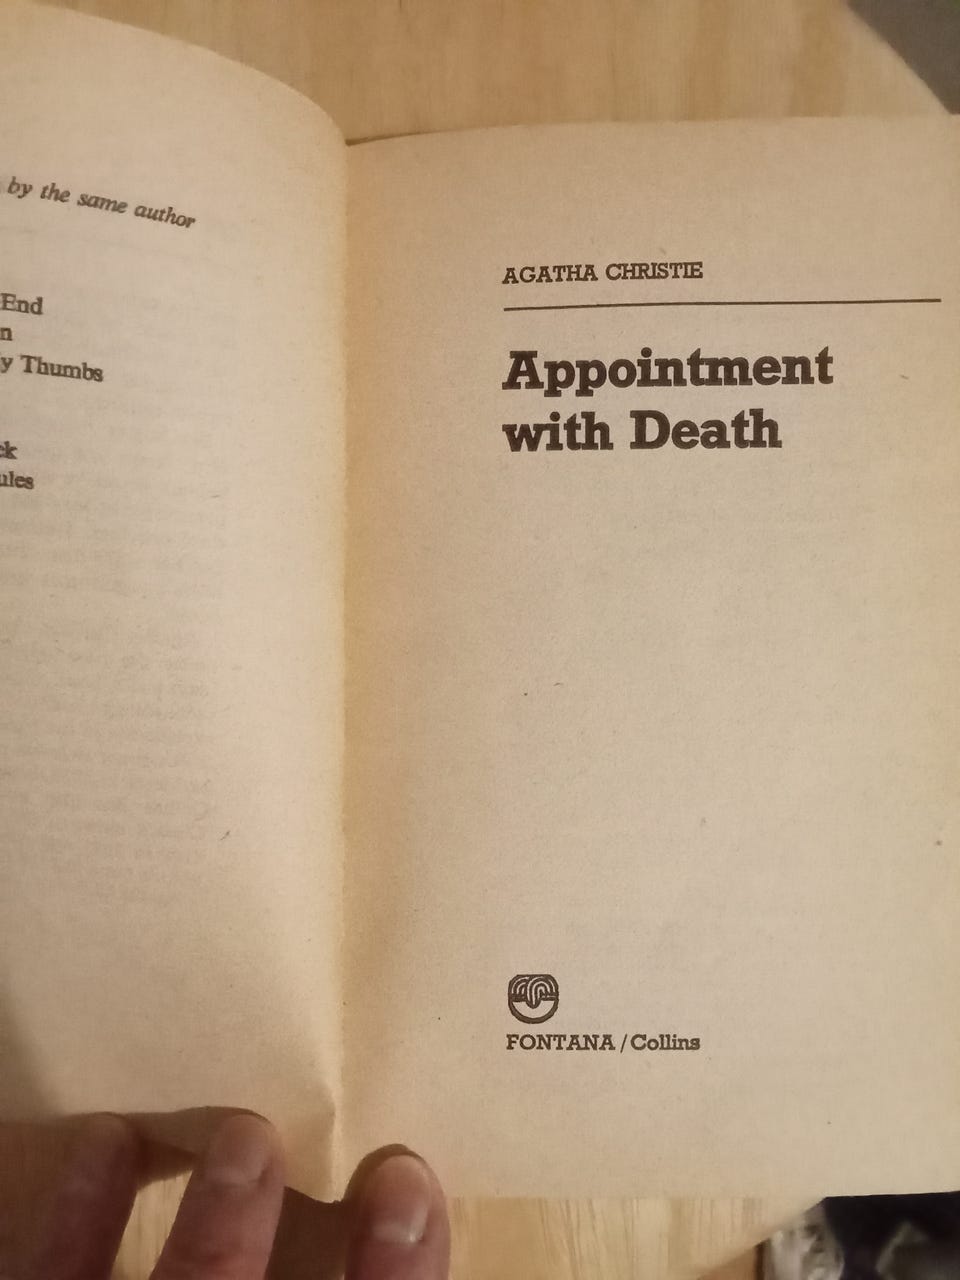 by the same author
End
n
y Thumbs
ck
ules
AGATHA CHRISTIE
Appointment
with Death
FONTANA / Collins